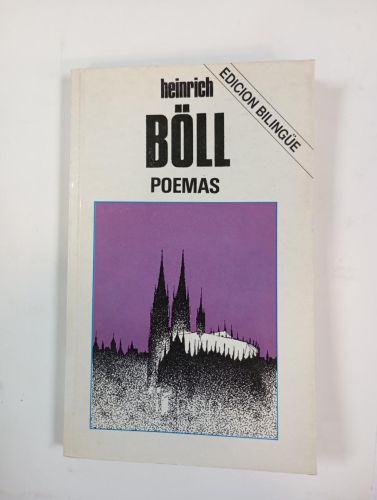 heinrich
BÖLL
POEMAS
EDICION BILINGÜE